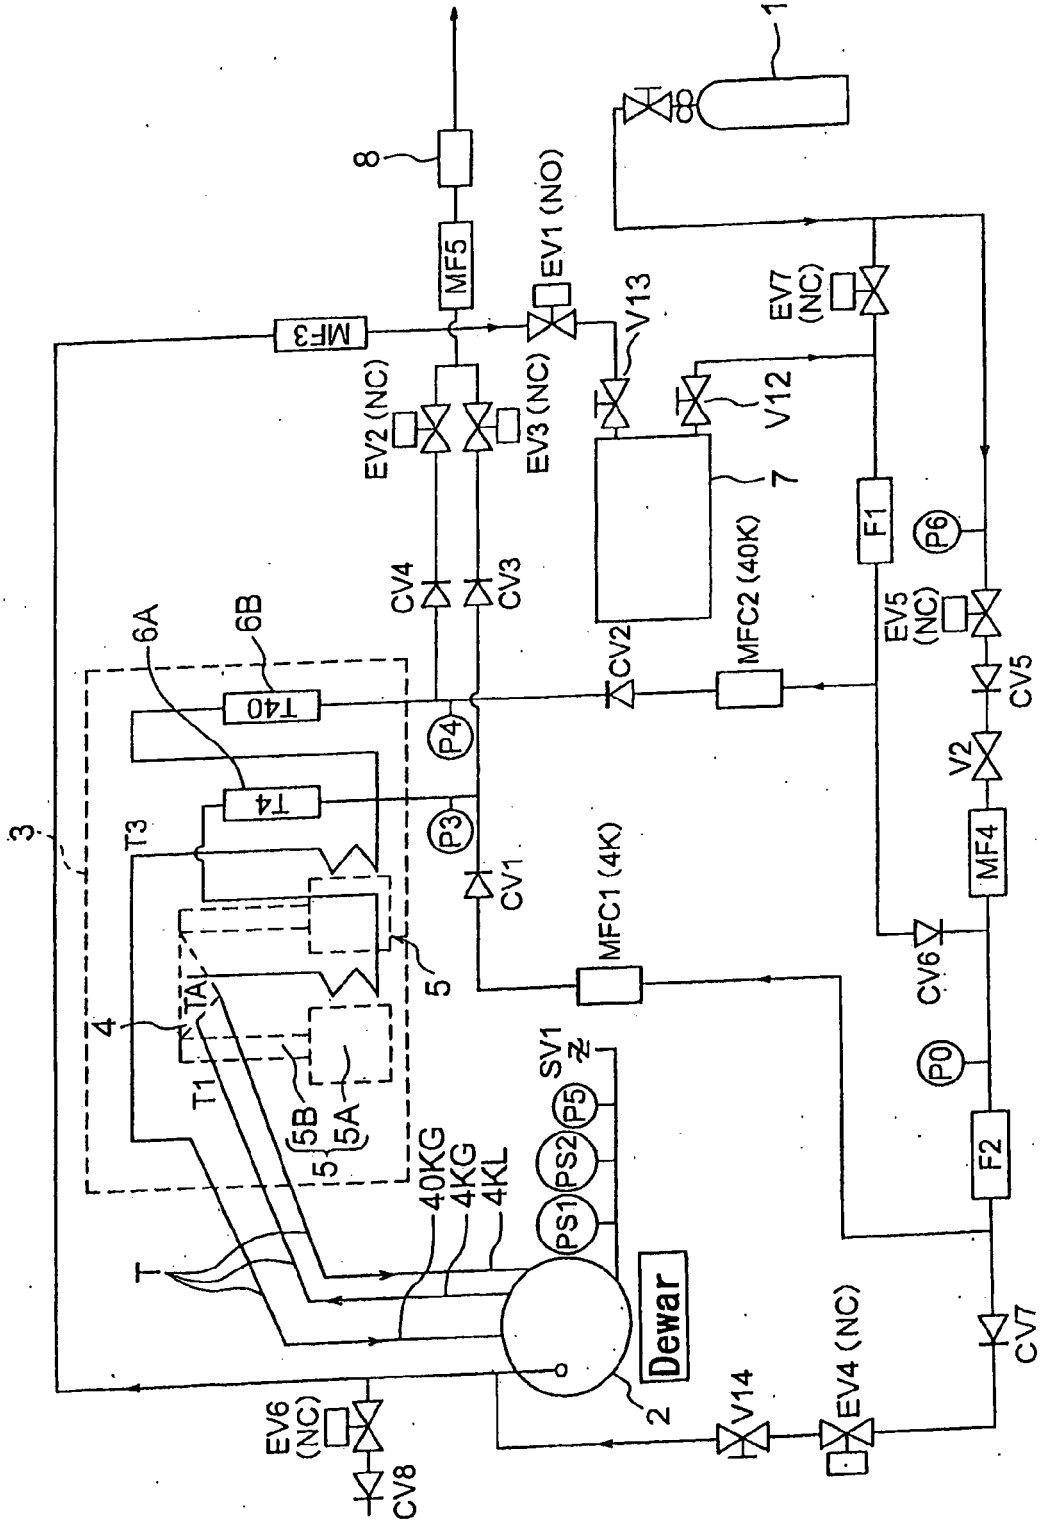 1
8
MF5
EV1 (NO)
MF3
V13
EV7
(NC)
EV2 (NC)
EV3 (NC)
V12
7
F1
P6
CV4
CV3
EV5
(NC)
MFC2 (40K)
CV2
CV5
6B
6A
T40
T4
P4
P3
V2
3
T3
MF4
CV1
MFC1 (4K)
CV6
4
TA
T1
5
5B
5A
5
P0
SV1
P5
PS2
PS1
F2
40KG
4KG
4KL
T
Dewar
2
V14
EV4 (NC)
CV7
EV6
(NC)
CV8